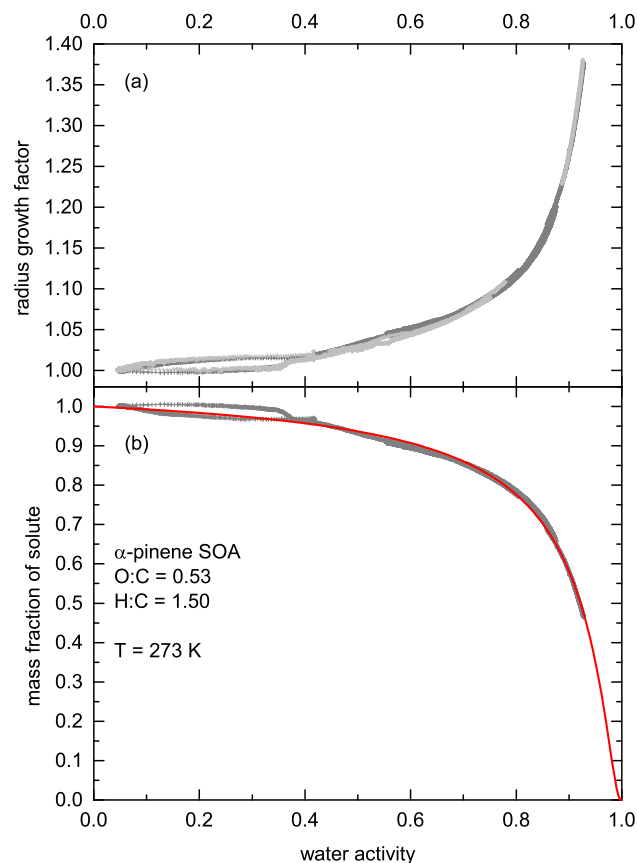 0.0 0.2 0.4 0.6 0.8 1.0
1.40
1.35
1.30
1.25
1.20
1.15
1.10
1.05
1.00
radius growth factor
(a)
1.0
0.9
0.8
0.7
0.6
0.5
0.4
0.3
0.2
0.1
0.0
mass fraction of solute
(b)
α-pinene SOA
O:C = 0.53
H:C = 1.50
T = 273 K
0.0 0.2 0.4 0.6 0.8 1.0
water activity